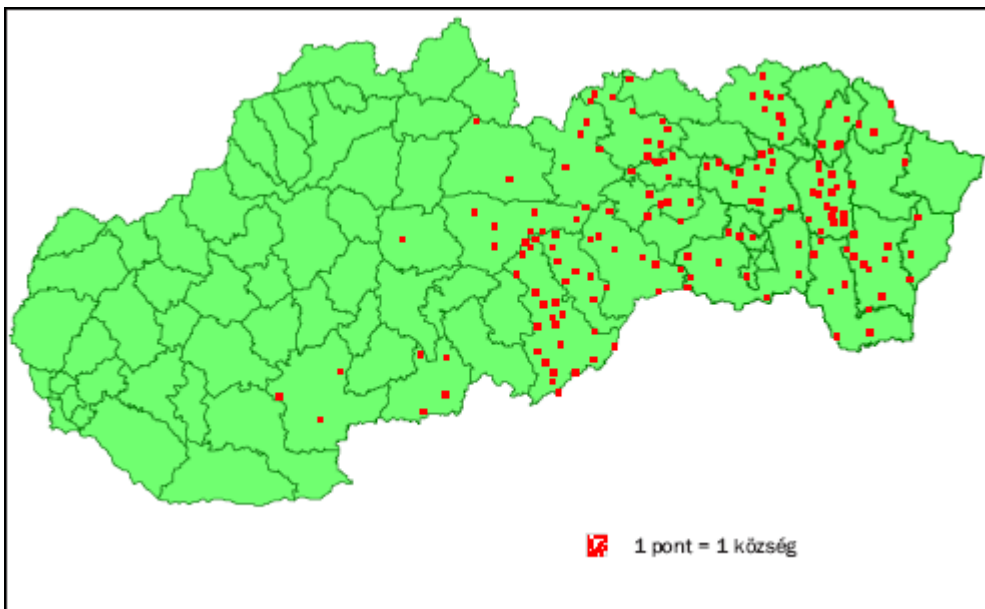 1 pont = 1 község